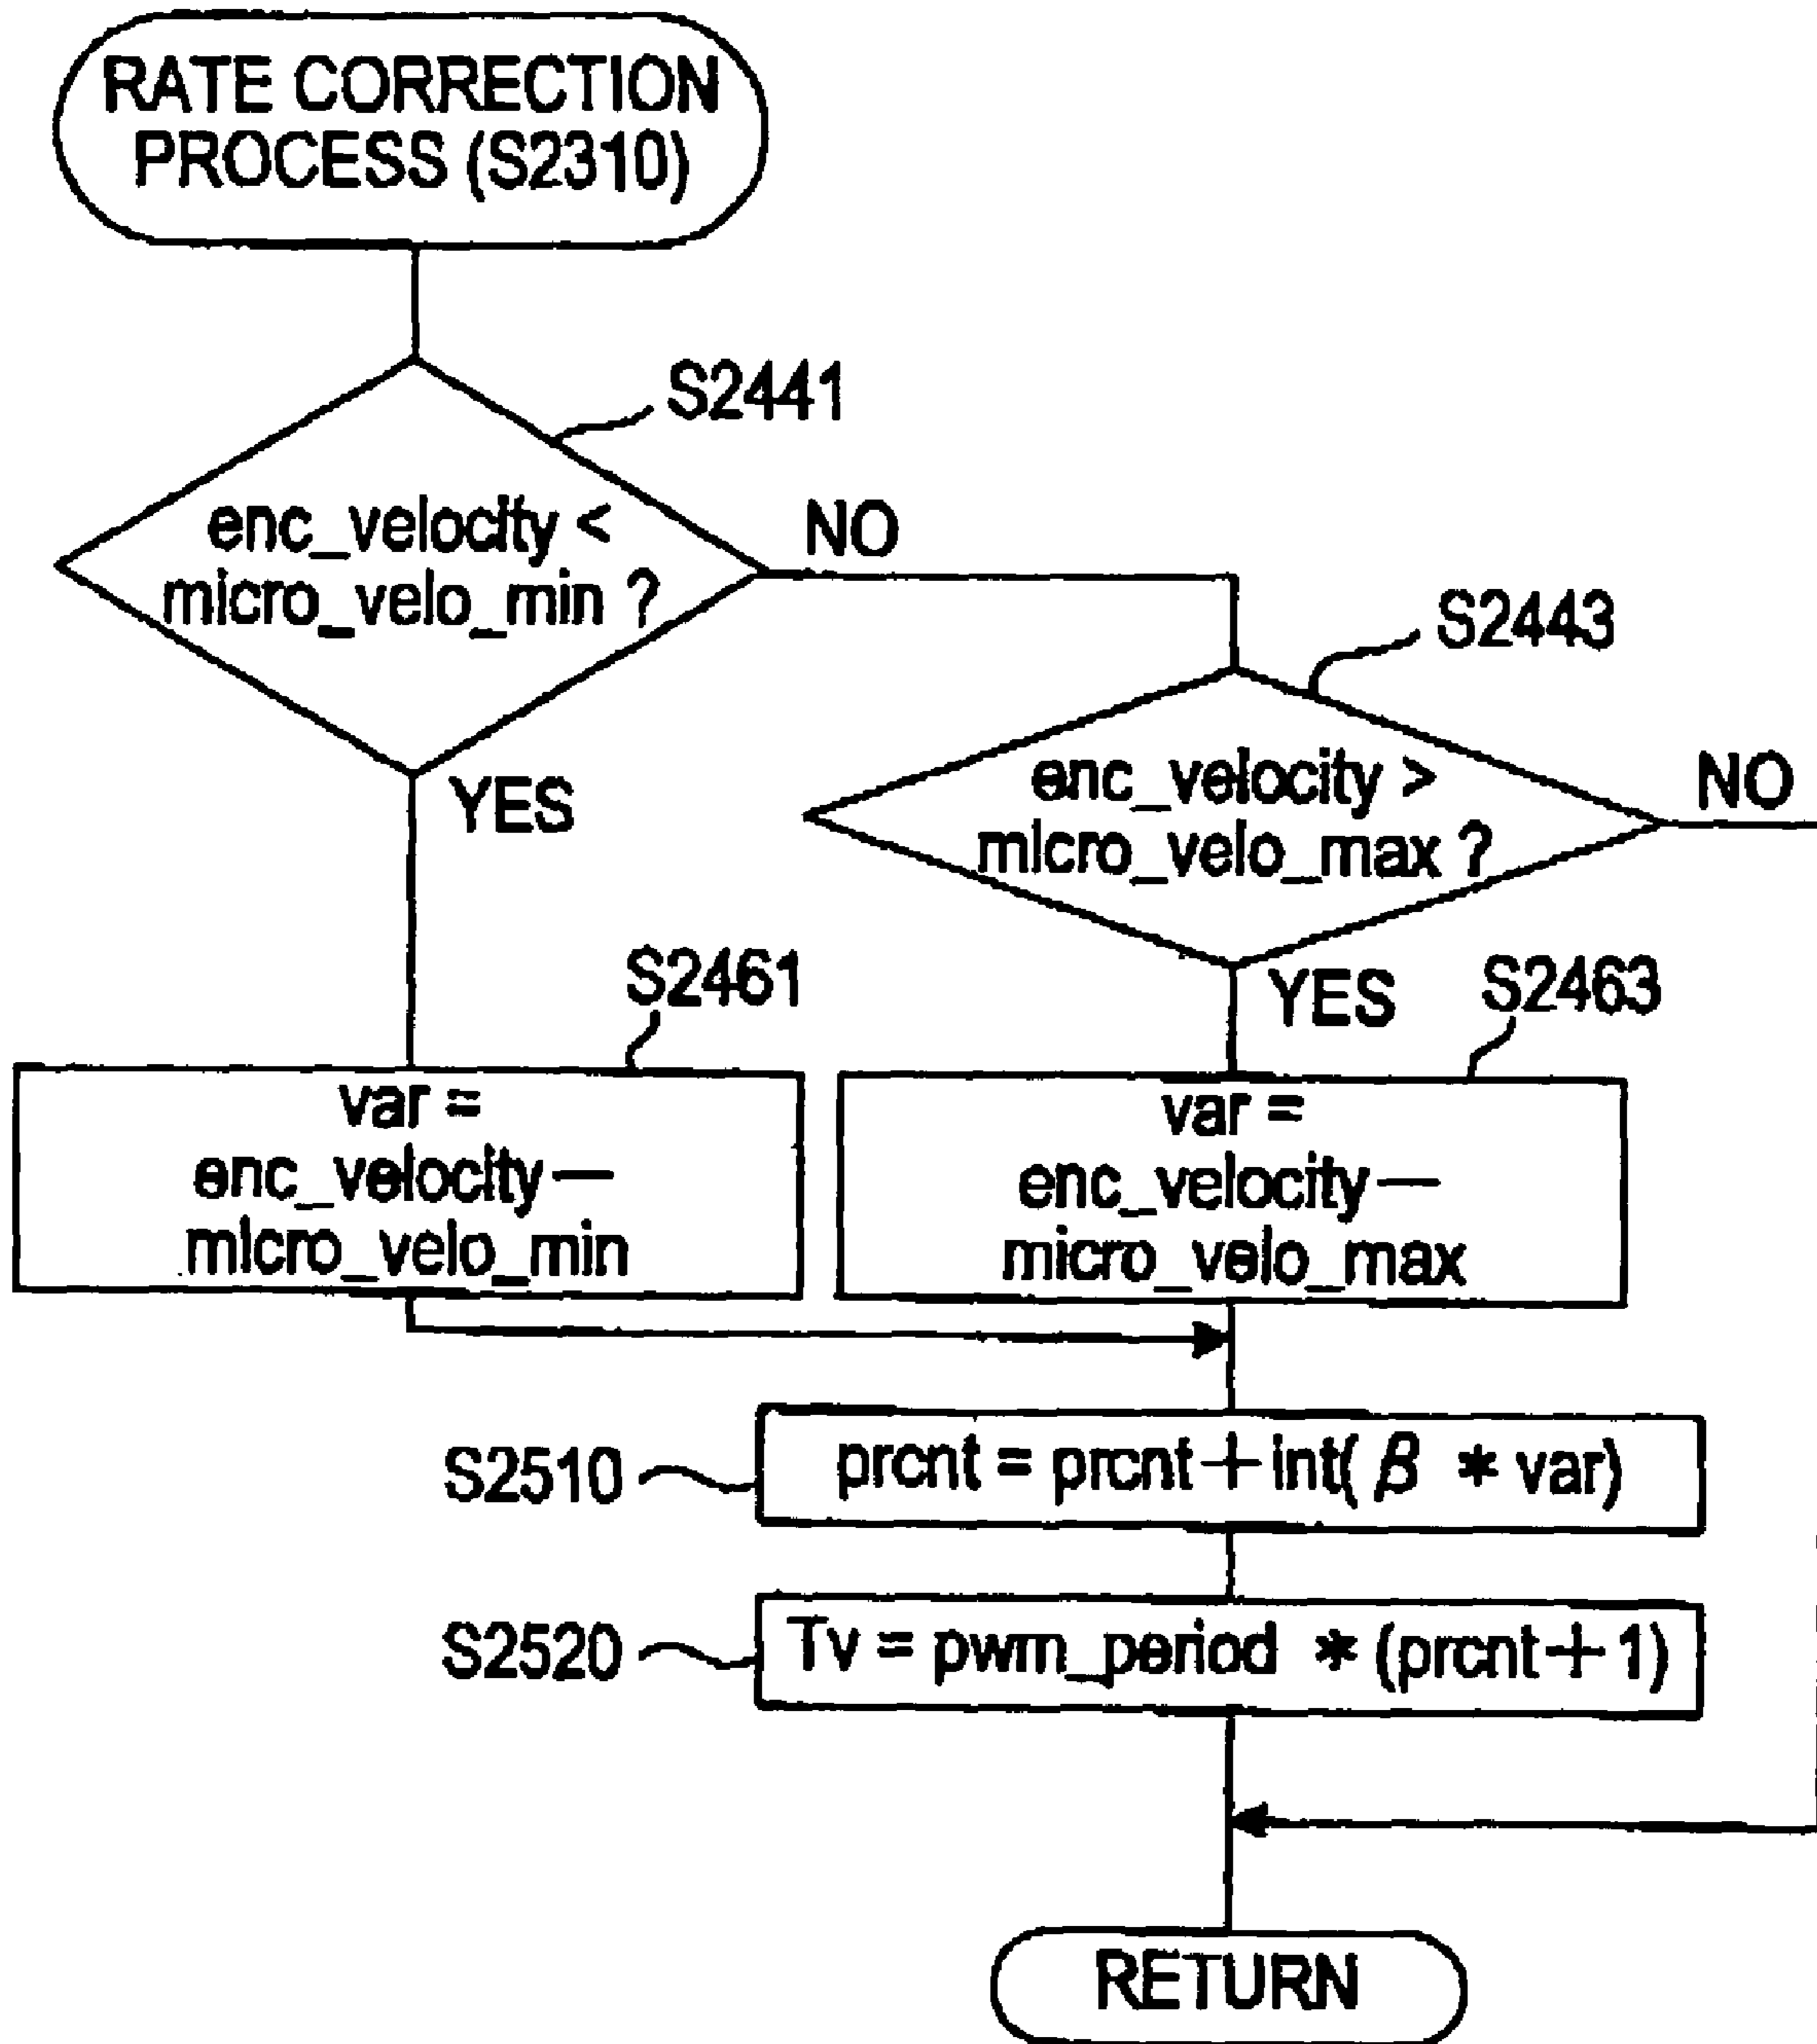 RATE CORRECTION
PROCESS (S2310)
S2441
enc_velocity <
micro_velo_min ?
NO
YES
S2443
enc_velocity >
micro_velo_max ?
NO
YES
S2461
var =
enc_velocity—
micro_velo_min
S2463
var =
enc_velocity—
micro_velo_max
S2510
prcnt = prcnt + int( β * var)
S2520
Tv = pwm_period * (prcnt + 1)
RETURN